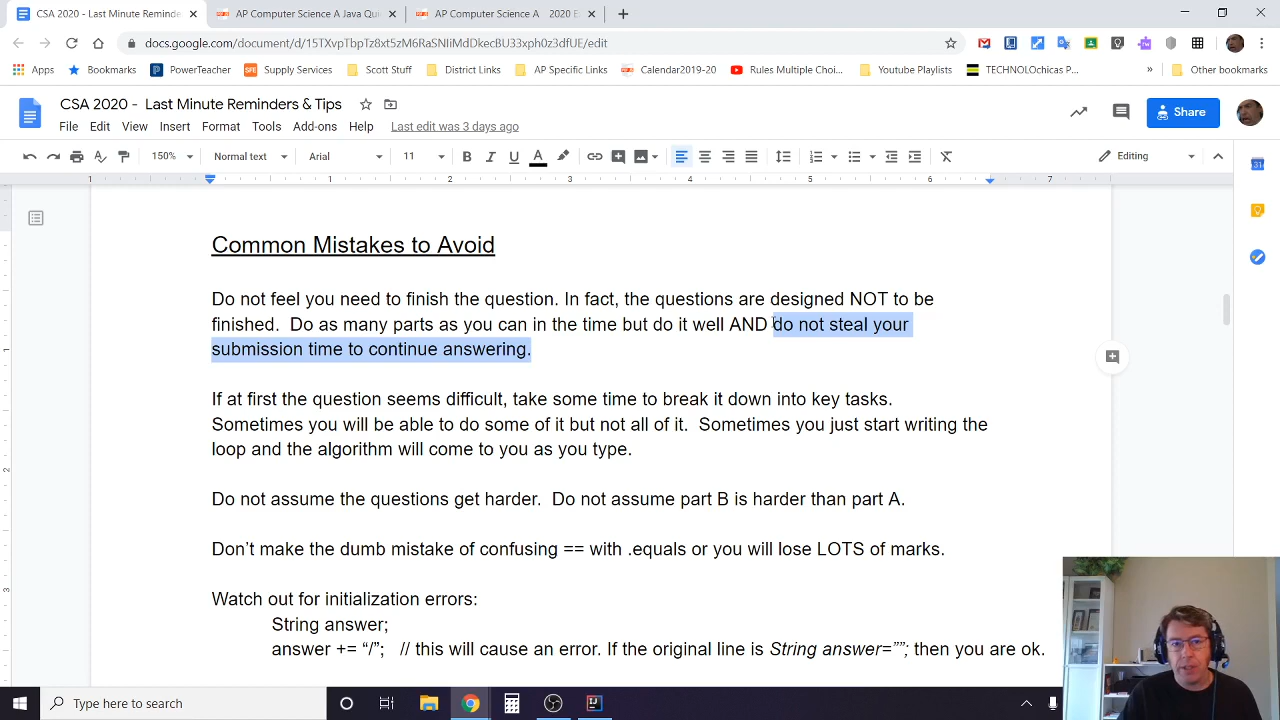 CSA 2020 - Last Minute Reminders
AP Computer Science A Java Qu
AP Computer Science A 2020 E
docs.google.com/document/d/15TXvpTbpTz8x5zMKRaSNliMdDkecBU33xph0z3dfUE/edit
Apps Bookmarks PowerTeacher Supply Services Scott Stuff District Links Specific Links Calendar2019-20 Rules Multiple Choi... Youtube Playlists TECHNOLOchicas P... » Other bookmarks
CSA 2020 - Last Minute Reminders & Tips
Share
File Edit View Insert Format Tools Add-ons Help Last edit was 3 days ago
150% Normal text Arial 11 B I U A Editing
1 1 2 3 4 5 6 7
Common Mistakes to Avoid
Do not feel you need to finish the question. In fact, the questions are designed NOT to be
finished. Do as many parts as you can in the time but do it well AND do not steal your
submission time to continue answering.
If at first the question seems difficult, take some time to break it down into key tasks.
Sometimes you will be able to do some of it but not all of it. Sometimes you just start writing the
loop and the algorithm will come to you as you type.
Do not assume the questions get harder. Do not assume part B is harder than part A.
Don't make the dumb mistake of confusing == with .equals or you will lose LOTS of marks.
Watch out for initialization errors:
String answer;
answer += “/”; // this will cause an error. If the original line is String answer=””; then you are ok.
Type here to search